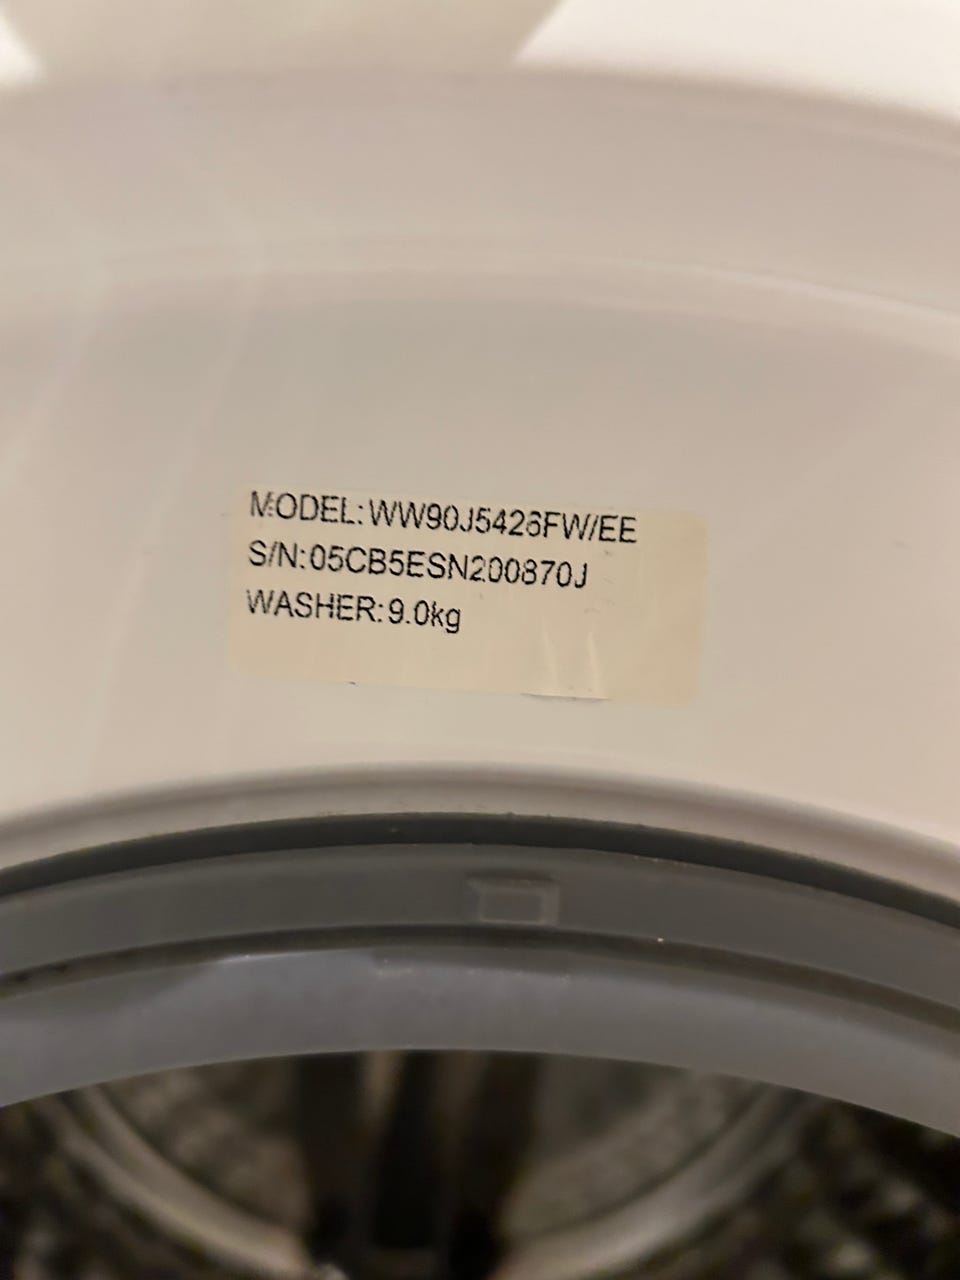 MODEL: WW90J5426FW/EE
S/N: 05CB5ESN200870J
WASHER: 9.0kg